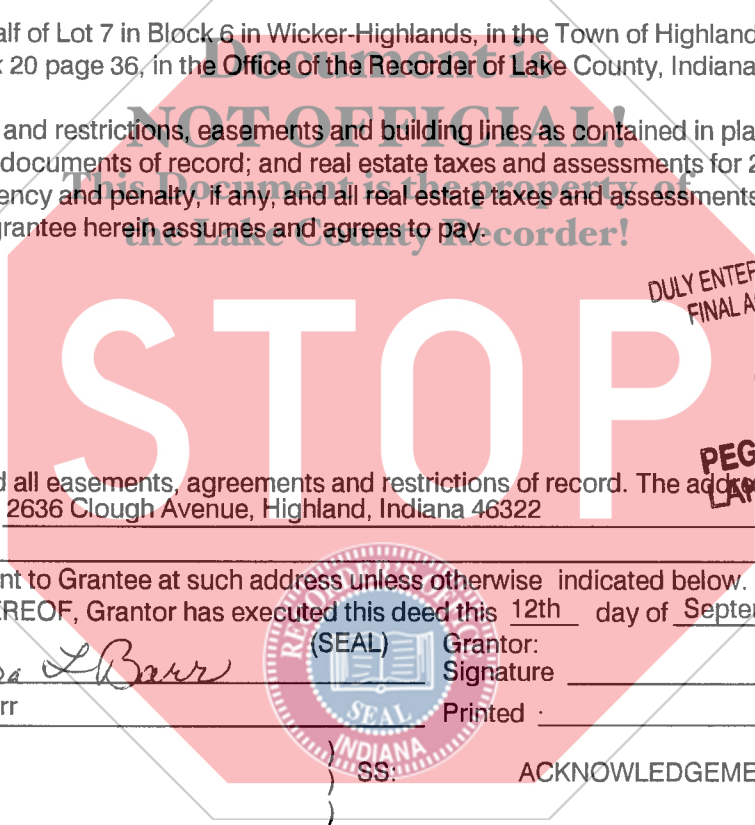 alf of Lot 7 in Block 6 in Wicker-Highlands, in the Town of Highland
20 page 36, in the Office of the Recorder of Lake County, Indiana
Document is
NOT OFFICIAL!
This Document is the property of
the Lake County Recorder!
and restrictions, easements and building lines as contained in pla
documents of record; and real estate taxes and assessments for 2
ency and penalty, if any, and all real estate taxes and assessments
grantee herein assumes and agrees to pay.
DULY ENTER
FINAL A
STOP
PEG
all easements, agreements and restrictions of record. The address
2636 Clough Avenue, Highland, Indiana 46322
nt to Grantee at such address unless otherwise indicated below.
EREOF, Grantor has executed this deed this 12th day of Septe
(SEAL) Grantor:
L Barr Signature
rr Printed
RECORDER'S OFFICE
SEAL
INDIANA
) SS: ACKNOWLEDGEME
)